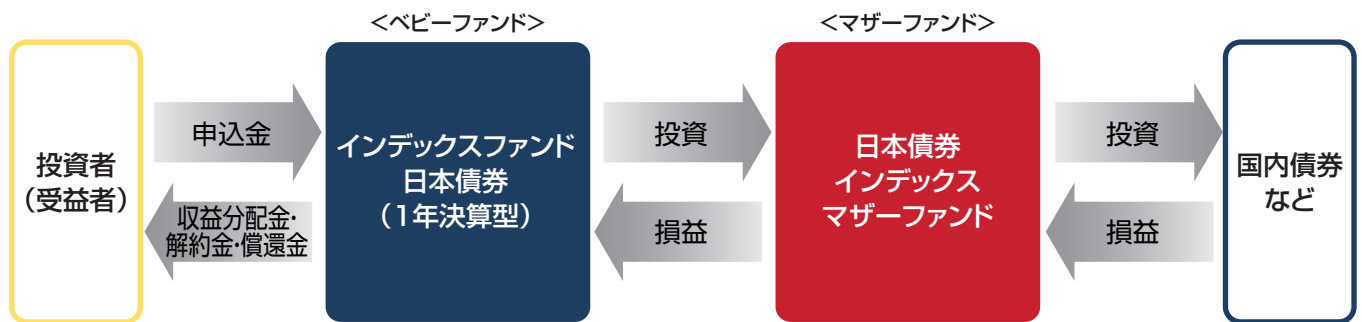 <ベビーファンド>
<マザーファンド>
投資者
（受益者）
申込金
収益分配金・
解約金・償還金
インデックスファンド
日本債券
（1年決算型）
投資
損益
日本債券
インデックス
マザーファンド
投資
損益
国内債券
など